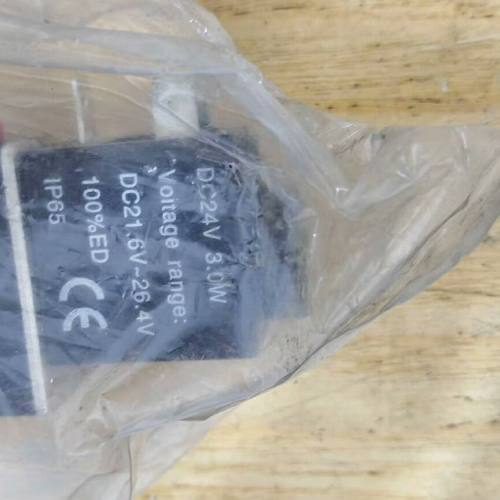 DC24V 3.0W
Voltage range:
DC21.6V~26.4V
100%ED
IP65
CE